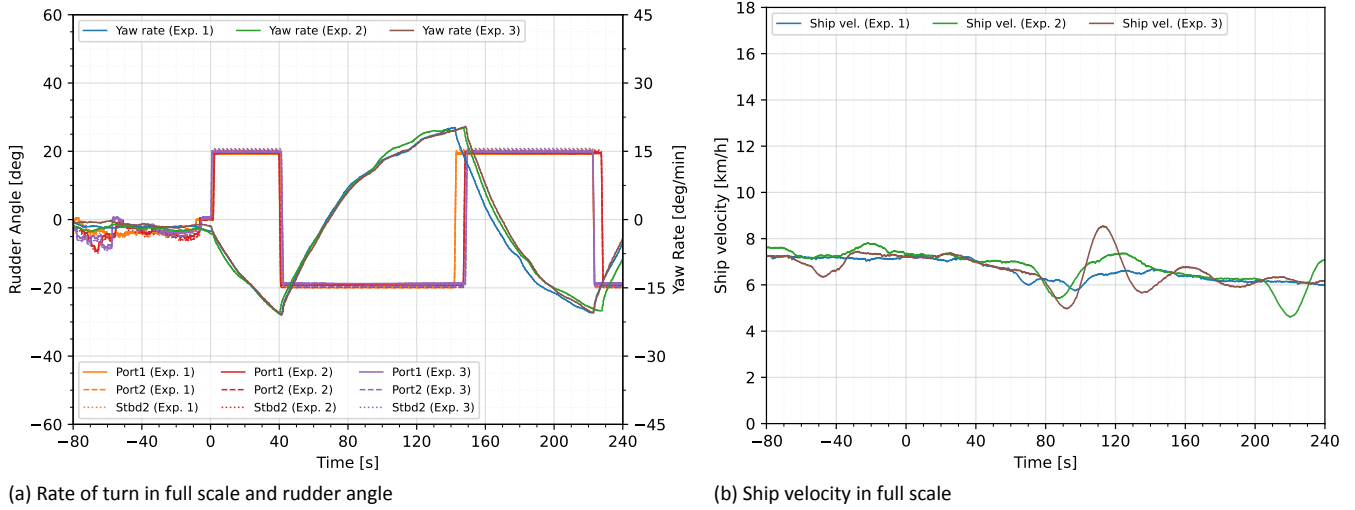 Yaw rate (Exp. 1) Yaw rate (Exp. 2) Yaw rate (Exp. 3)
60 40 20 0 −20 −40 −60
Rudder Angle [deg]
Port1 (Exp. 1) Port1 (Exp. 2) Port1 (Exp. 3)
Port2 (Exp. 1) Port2 (Exp. 2) Port2 (Exp. 3)
Stbd2 (Exp. 1) Stbd2 (Exp. 2) Stbd2 (Exp. 3)
45 30 15 0 −15 −30 −45
Yaw Rate [deg/min]
−80 −40 0 40 80 120 160 200 240
Time [s]
(a) Rate of turn in full scale and rudder angle
Ship vel. (Exp. 1) Ship vel. (Exp. 2) Ship vel. (Exp. 3)
18 16 14 12 10 8 6 4 2 0
Ship velocity [km/h]
−80 −40 0 40 80 120 160 200 240
Time [s]
(b) Ship velocity in full scale